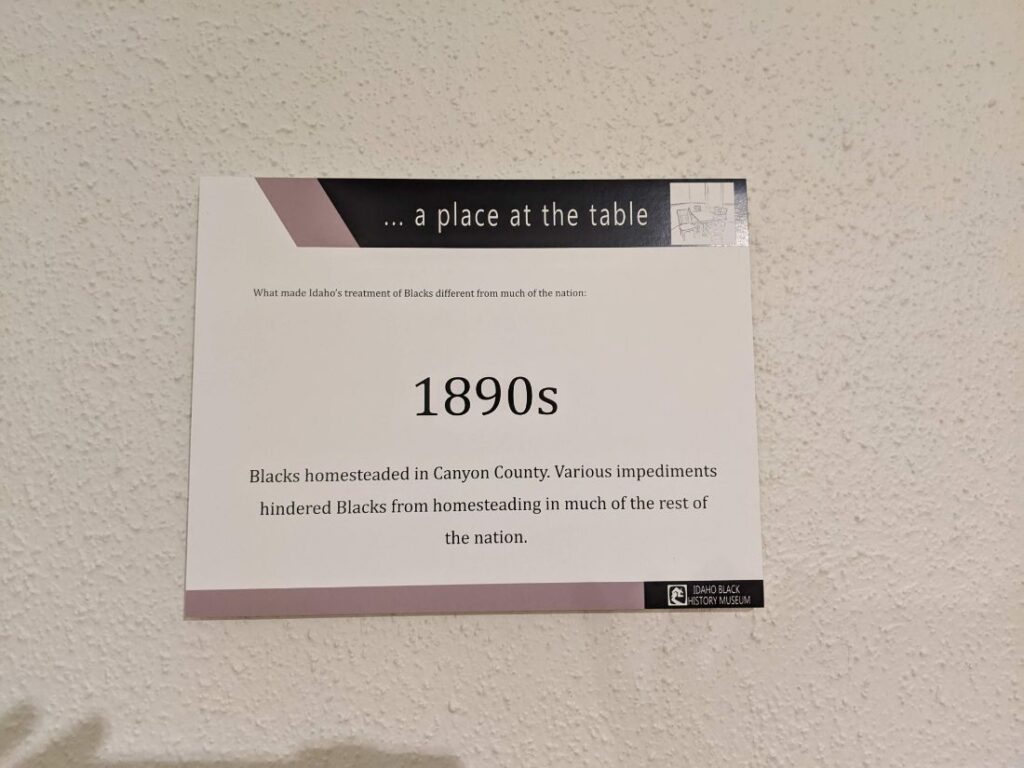 ... a place at the table
What made Idaho's treatment of Blacks different from much of the nation:
1890s
Blacks homesteaded in Canyon County. Various impediments
hindered Blacks from homesteading in much of the rest of
the nation.
IDAHO BLACK
HISTORY MUSEUM